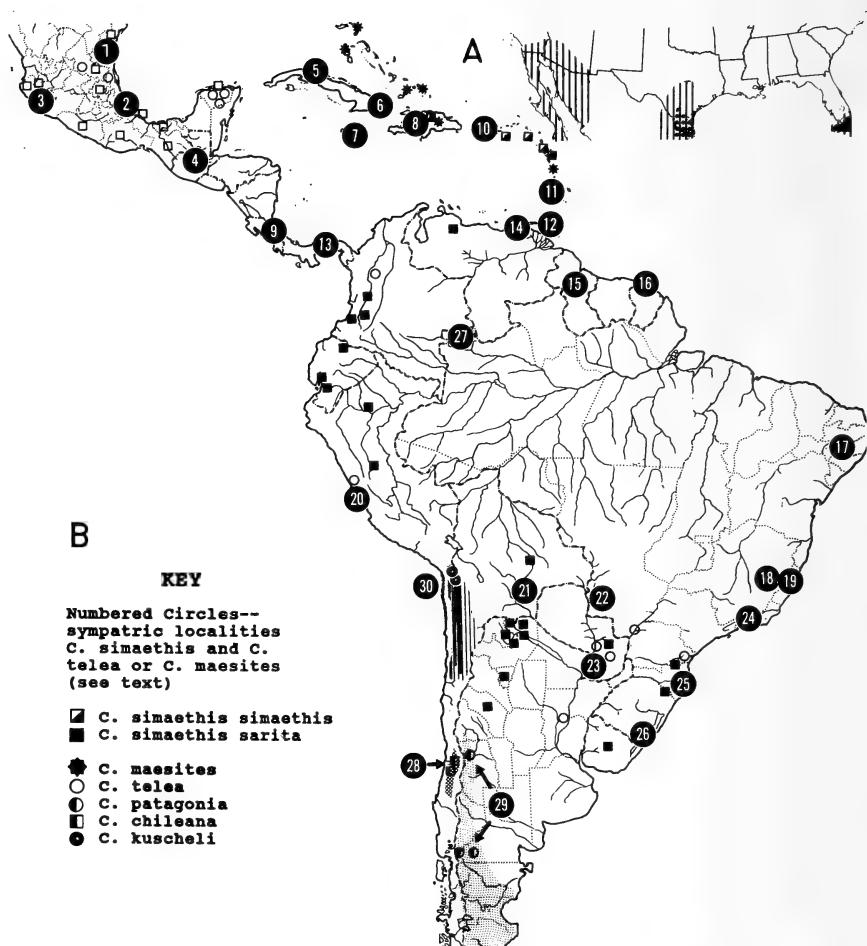 A
1
2
3
4
5
6
7
8
9
10
11
12
13
14
15
16
17
18
19
20
21
22
23
24
25
26
27
28
29
30
B
KEY
Numbered Circles--
sympatric localities
C. simaethis and C.
telea or C. maesites
(see text)
C. simaethis simaethis
C. simaethis sarita
C. maesites
C. telea
C. patagonia
C. chileana
C. kuscheli